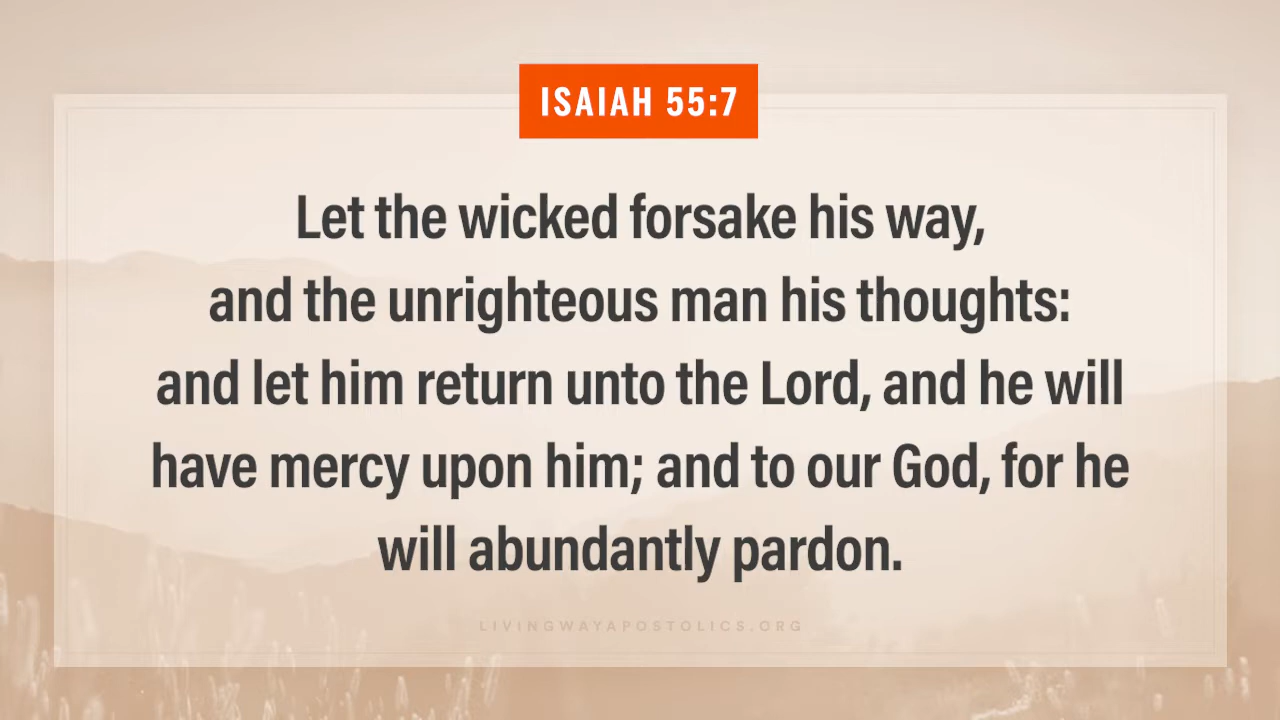 ISAIAH 55:7
Let the wicked forsake his way,
and the unrighteous man his thoughts:
and let him return unto the Lord, and he will
have mercy upon him; and to our God, for he
will abundantly pardon.
LIVINGWAYAPOSTOLICS.ORG